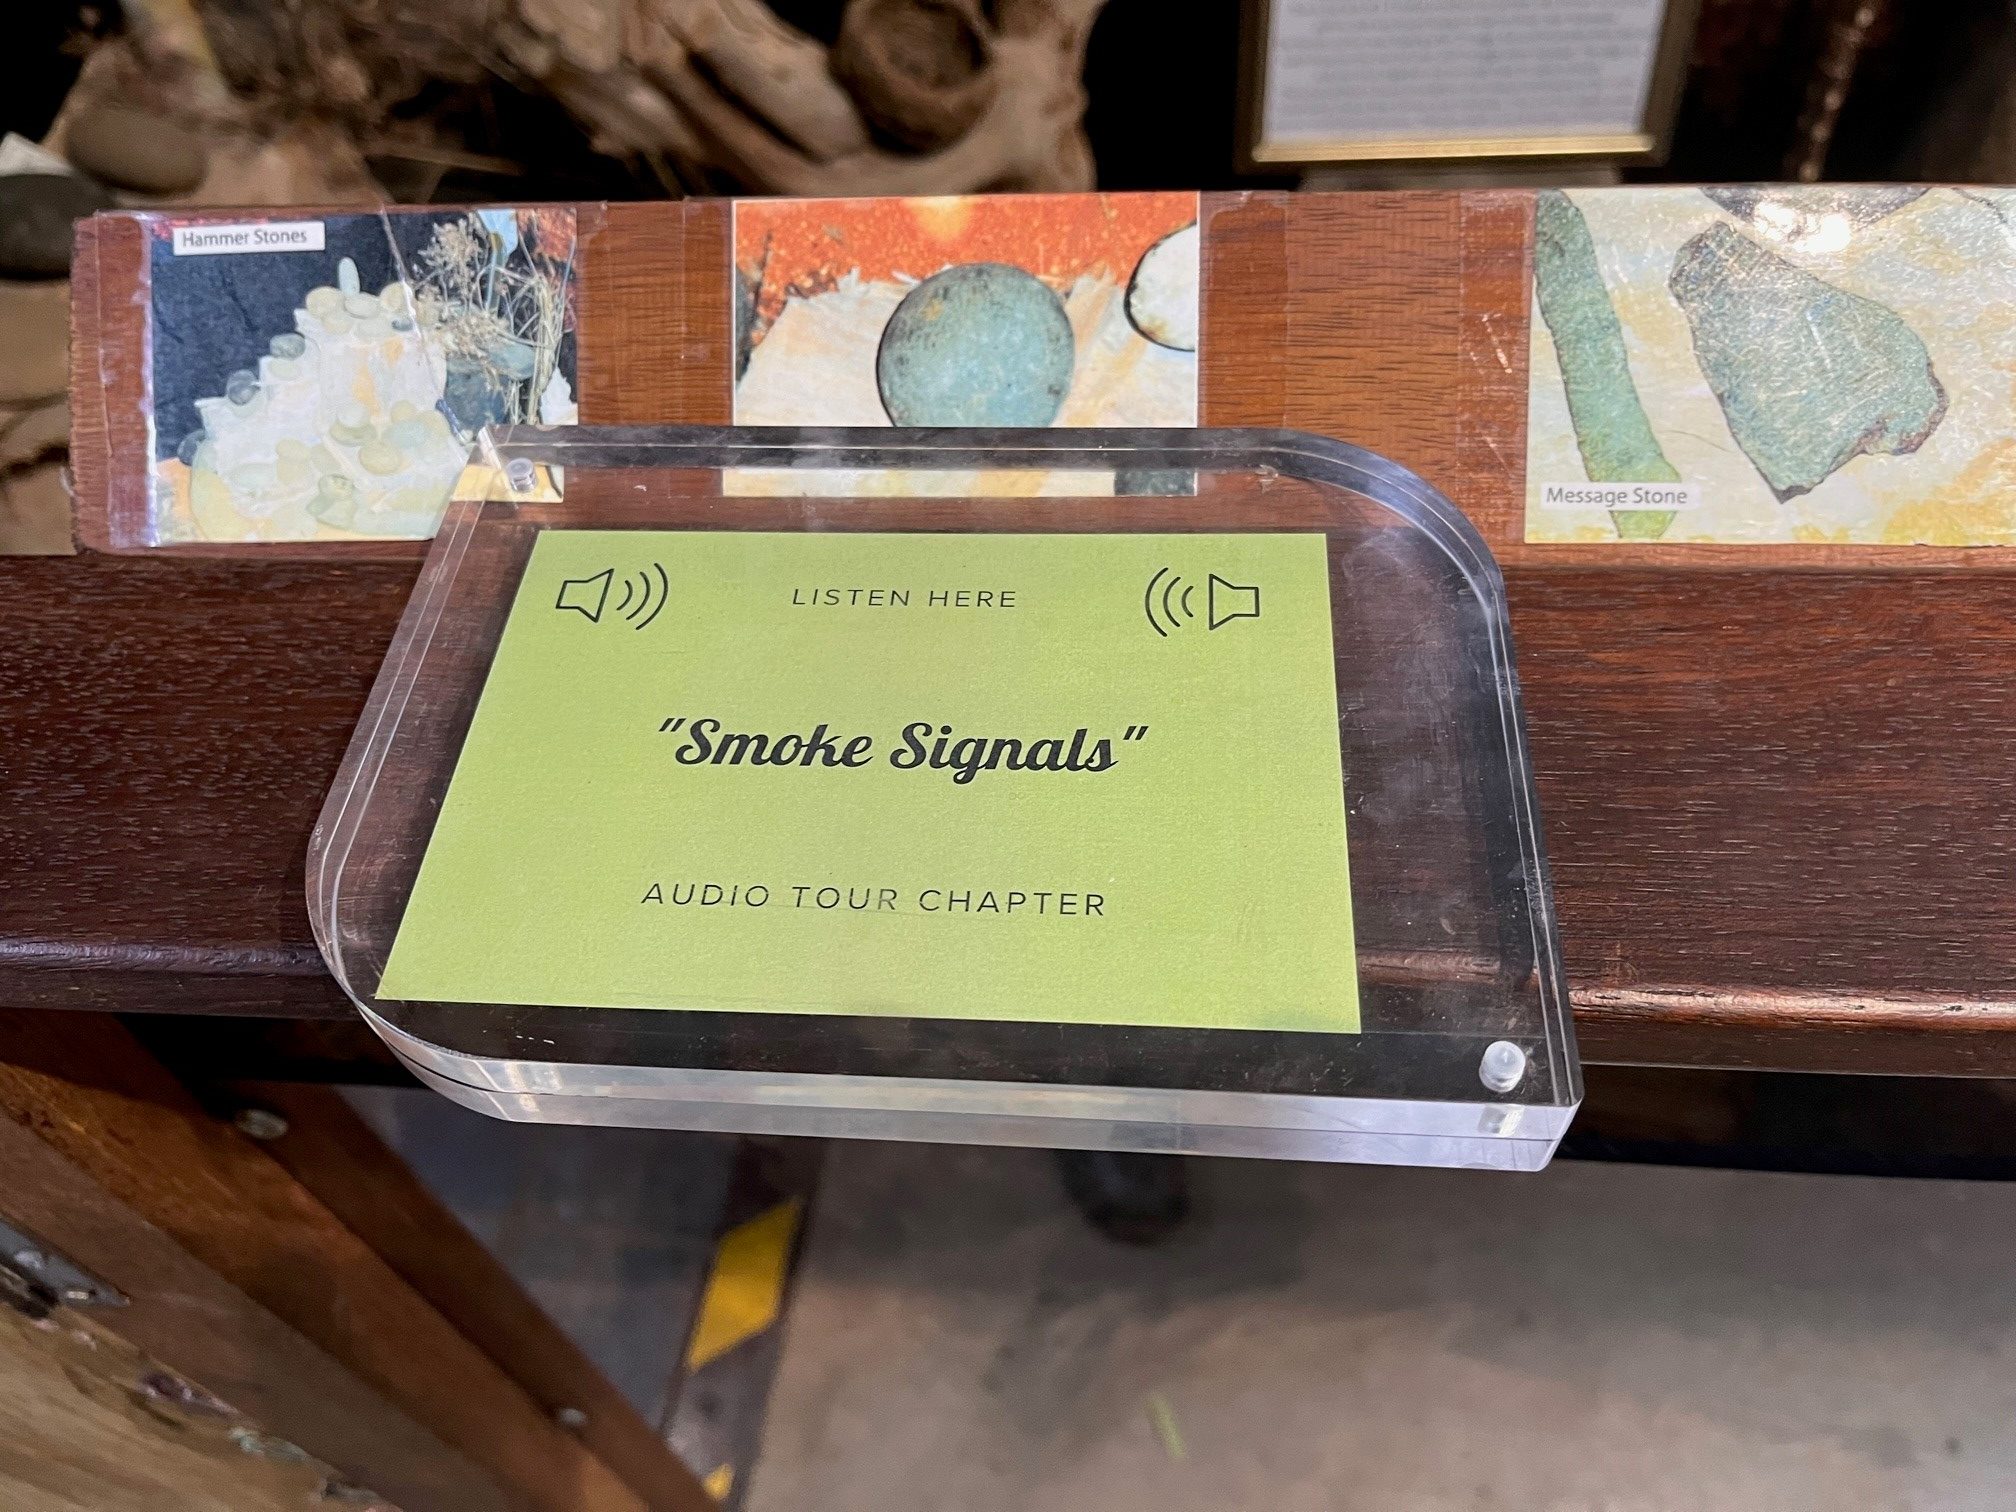 Hammer Stones
Message Stone
LISTEN HERE
"Smoke Signals"
AUDIO TOUR CHAPTER